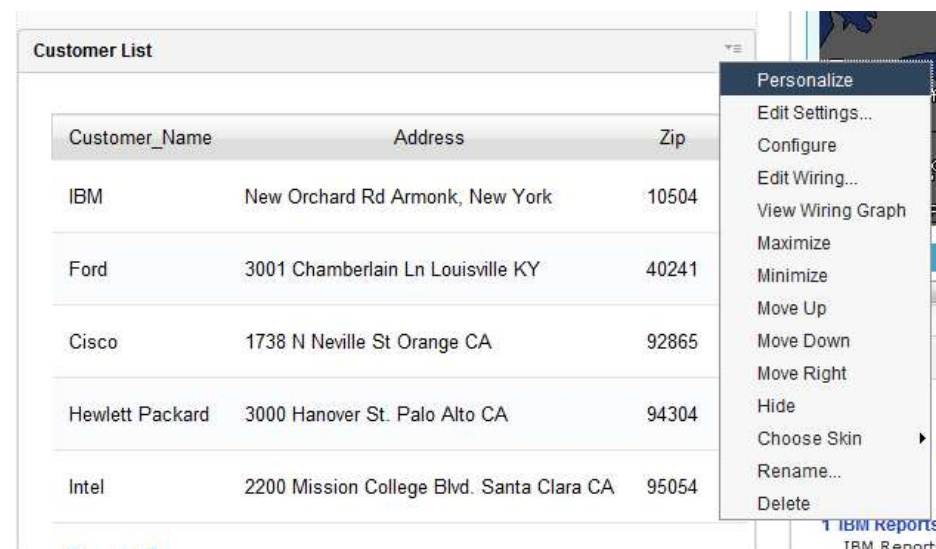 Customer List
Customer_Name Address Zip
IBM New Orchard Rd Armonk, New York 10504
Ford 3001 Chamberlain Ln Louisville KY 40241
Cisco 1738 N Neville St Orange CA 92865
Hewlett Packard 3000 Hanover St. Palo Alto CA 94304
Intel 2200 Mission College Blvd. Santa Clara CA 95054
Personalize
Edit Settings...
Configure
Edit Wiring...
View Wiring Graph
Maximize
Minimize
Move Up
Move Down
Move Right
Hide
Choose Skin
Rename...
Delete
1 IBM Reports
IBM Report